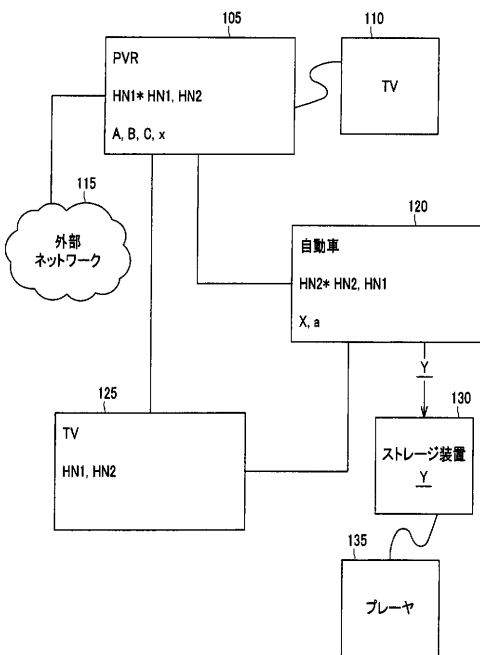 105
PVR
HN1* HN1, HN2
A, B, C, x
110
TV
115
外部
ネットワーク
120
自動車
HN2* HN2, HN1
X, a
Y
125
TV
HN1, HN2
130
ストレージ装置
Y
135
プレーヤ